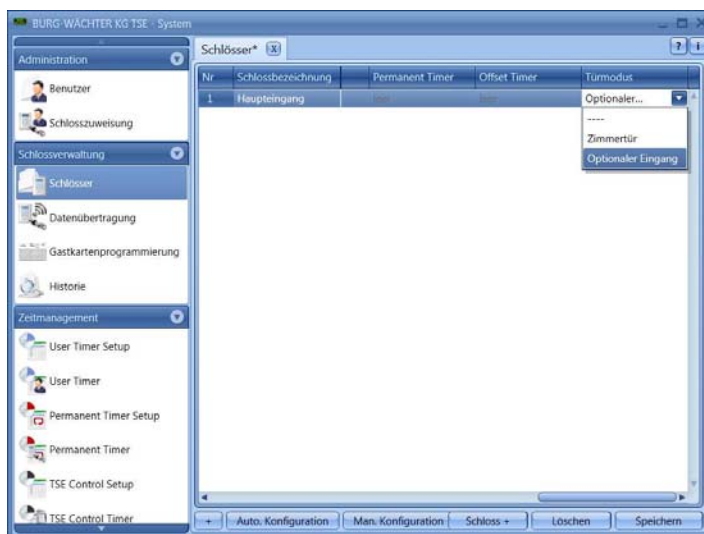 BURG-WÄCHTER KG TSE - System
Administration
Benutzer
Schlosszuweisung
Schlossverwaltung
Schlösser
Datenübertragung
Gastkartenprogrammierung
Historie
Zeitmanagement
User Timer Setup
User Timer
Permanent Timer Setup
Permanent Timer
TSE Control Setup
TSE Control Timer
Schlösser* X
? i
Nr Schlossbezeichnung Permanent Timer Offset Timer Türmodus
1 Haupteingang Optionaler...
----
Zimmertür
Optionaler Eingang
+ Auto. Konfiguration Man. Konfiguration Schloss + Löschen Speichern